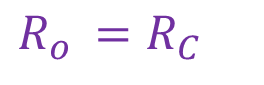 R_o = R_C